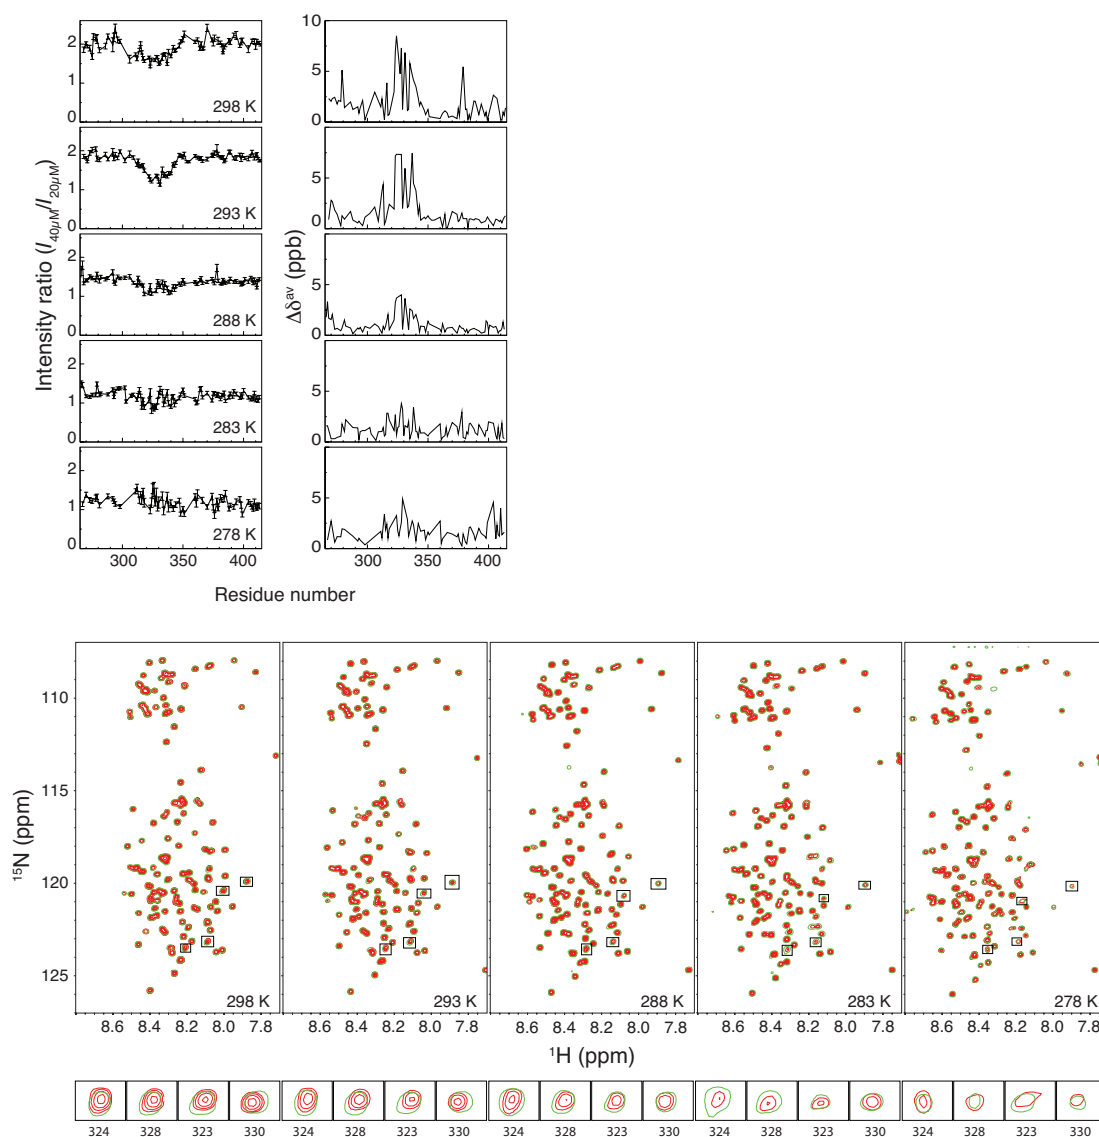 Intensity ratio (I40μM/I20μM)
2
1
0
298 K
2
1
0
293 K
2
1
0
288 K
2
1
0
283 K
2
1
0
278 K
300 350 400
Δδav (ppb)
10
5
0
5
0
5
0
5
0
5
0
300 350 400
Residue number
15N (ppm)
110
115
120
125
298 K
293 K
288 K
283 K
278 K
8.6 8.4 8.2 8.0 7.8
8.6 8.4 8.2 8.0 7.8
8.6 8.4 8.2 8.0 7.8
8.6 8.4 8.2 8.0 7.8
8.6 8.4 8.2 8.0 7.8
1H (ppm)
324 328 323 330
324 328 323 330
324 328 323 330
324 328 323 330
324 328 323 330